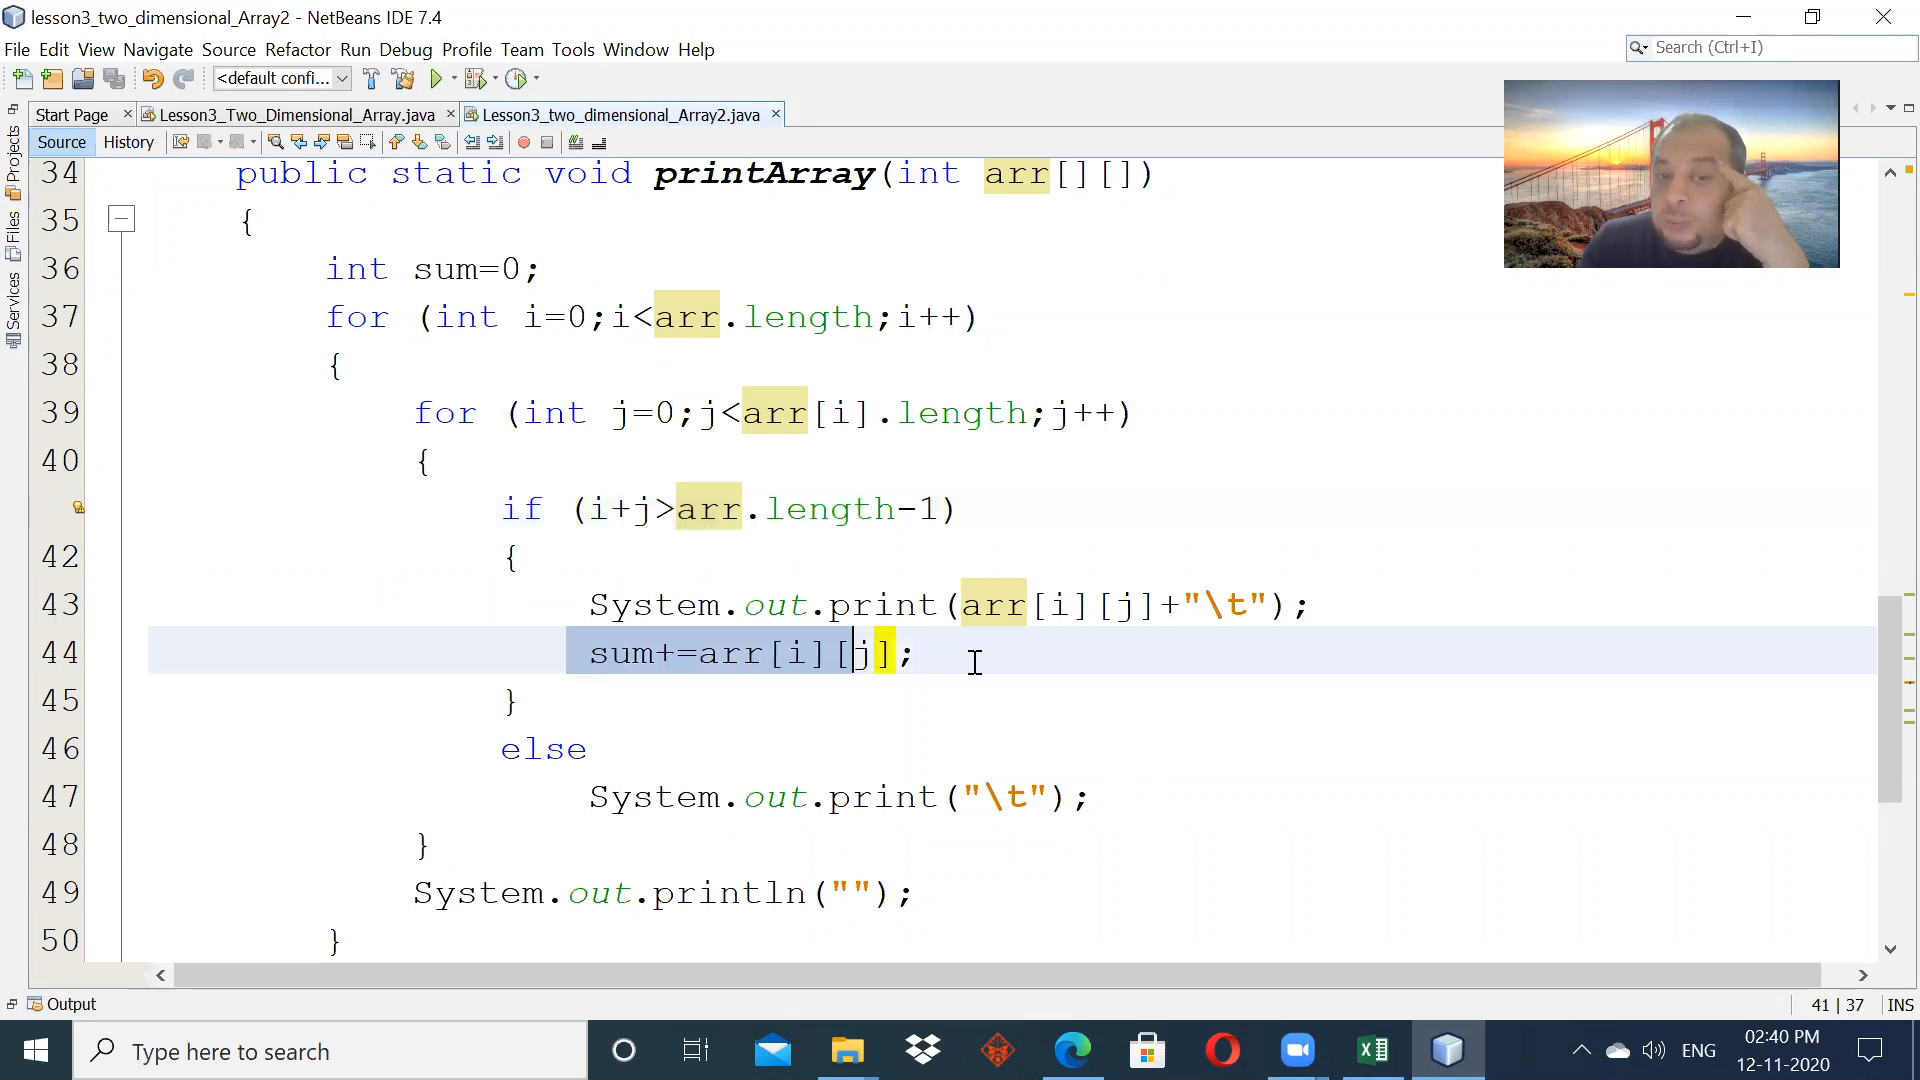 lesson3_two_dimensional_Array2 - NetBeans IDE 7.4
File Edit View Navigate Source Refactor Run Debug Profile Team Tools Window Help
Search (Ctrl+I)
<default confi...
Start Page Lesson3_Two_Dimensional_Array.java Lesson3_two_dimensional_Array2.java
Source History
Projects
Files
Services
34 public static void printArray(int arr[][])
35 {
36 int sum=0;
37 for (int i=0;i<arr.length;i++)
38 {
39 for (int j=0;j<arr[i].length;j++)
40 {
if (i+j>arr.length-1)
42 {
43 System.out.print(arr[i][j]+"\t");
44 sum+=arr[i][j];
45 }
46 else
47 System.out.print("\t");
48 }
49 System.out.println("");
50 }
Output
41 | 37 INS
Type here to search
ENG
02:40 PM
12-11-2020